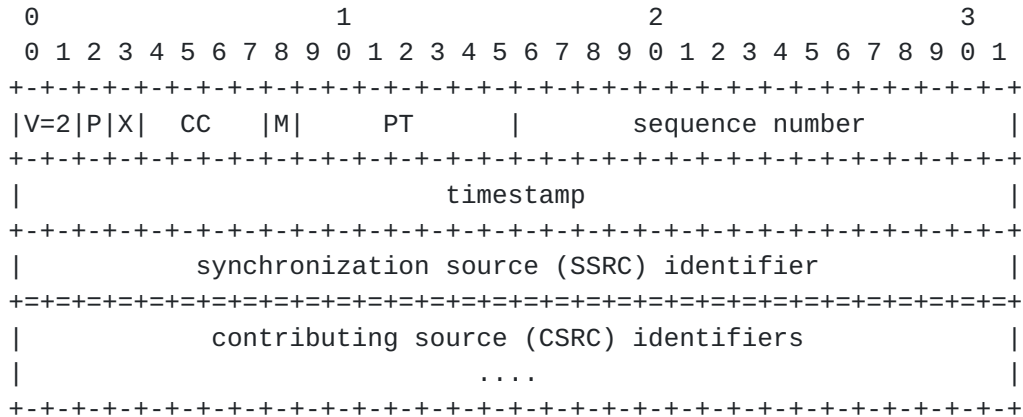 0                   1                   2                   3
 0 1 2 3 4 5 6 7 8 9 0 1 2 3 4 5 6 7 8 9 0 1 2 3 4 5 6 7 8 9 0 1
+-+-+-+-+-+-+-+-+-+-+-+-+-+-+-+-+-+-+-+-+-+-+-+-+-+-+-+-+-+-+-+-+
|V=2|P|X|  CC   |M|     PT      |       sequence number         |
+-+-+-+-+-+-+-+-+-+-+-+-+-+-+-+-+-+-+-+-+-+-+-+-+-+-+-+-+-+-+-+-+
|                           timestamp                           |
+-+-+-+-+-+-+-+-+-+-+-+-+-+-+-+-+-+-+-+-+-+-+-+-+-+-+-+-+-+-+-+-+
|           synchronization source (SSRC) identifier            |
+=+=+=+=+=+=+=+=+=+=+=+=+=+=+=+=+=+=+=+=+=+=+=+=+=+=+=+=+=+=+=+=+
|            contributing source (CSRC) identifiers             |
|                             ....                              |
+-+-+-+-+-+-+-+-+-+-+-+-+-+-+-+-+-+-+-+-+-+-+-+-+-+-+-+-+-+-+-+-+